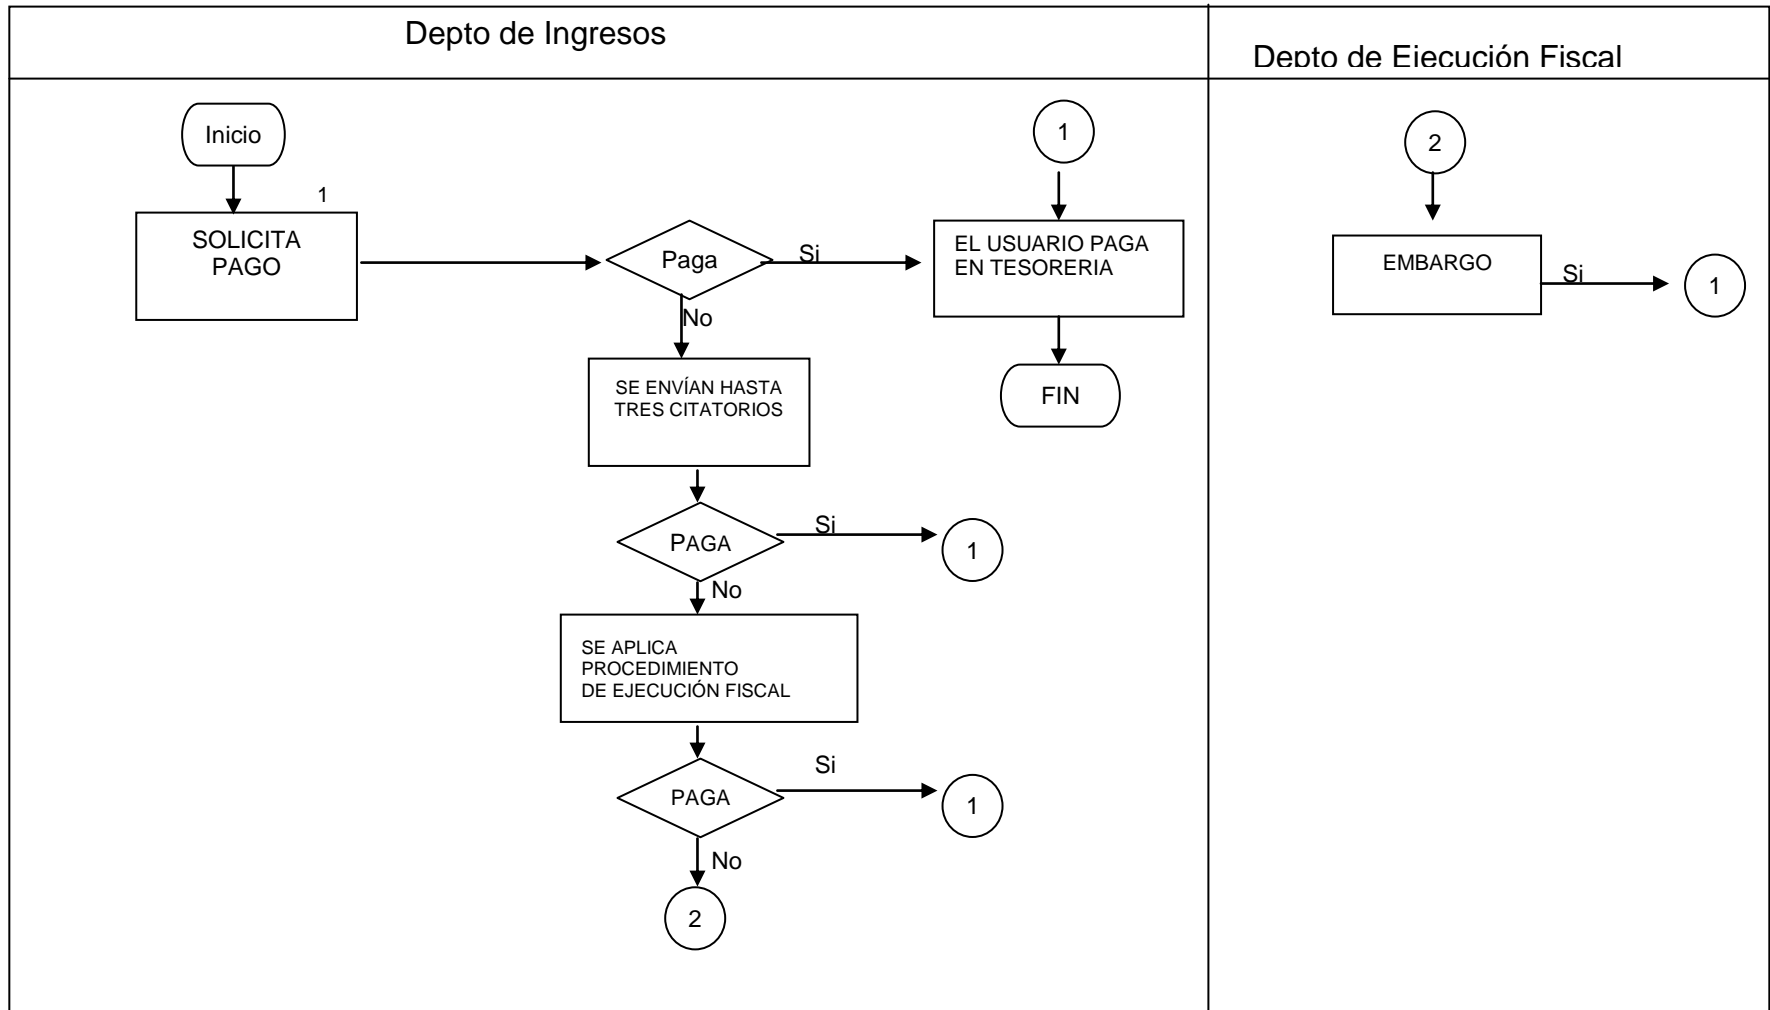 Depto de Ingresos
Depto de Ejecución Fiscal
Inicio
1
SOLICITA
PAGO
Paga
Si
No
1
EL USUARIO PAGA
EN TESORERIA
FIN
SE ENVÍAN HASTA
TRES CITATORIOS
PAGA
Si
1
No
SE APLICA
PROCEDIMIENTO
DE EJECUCIÓN FISCAL
PAGA
Si
1
No
2
2
EMBARGO
Si
1